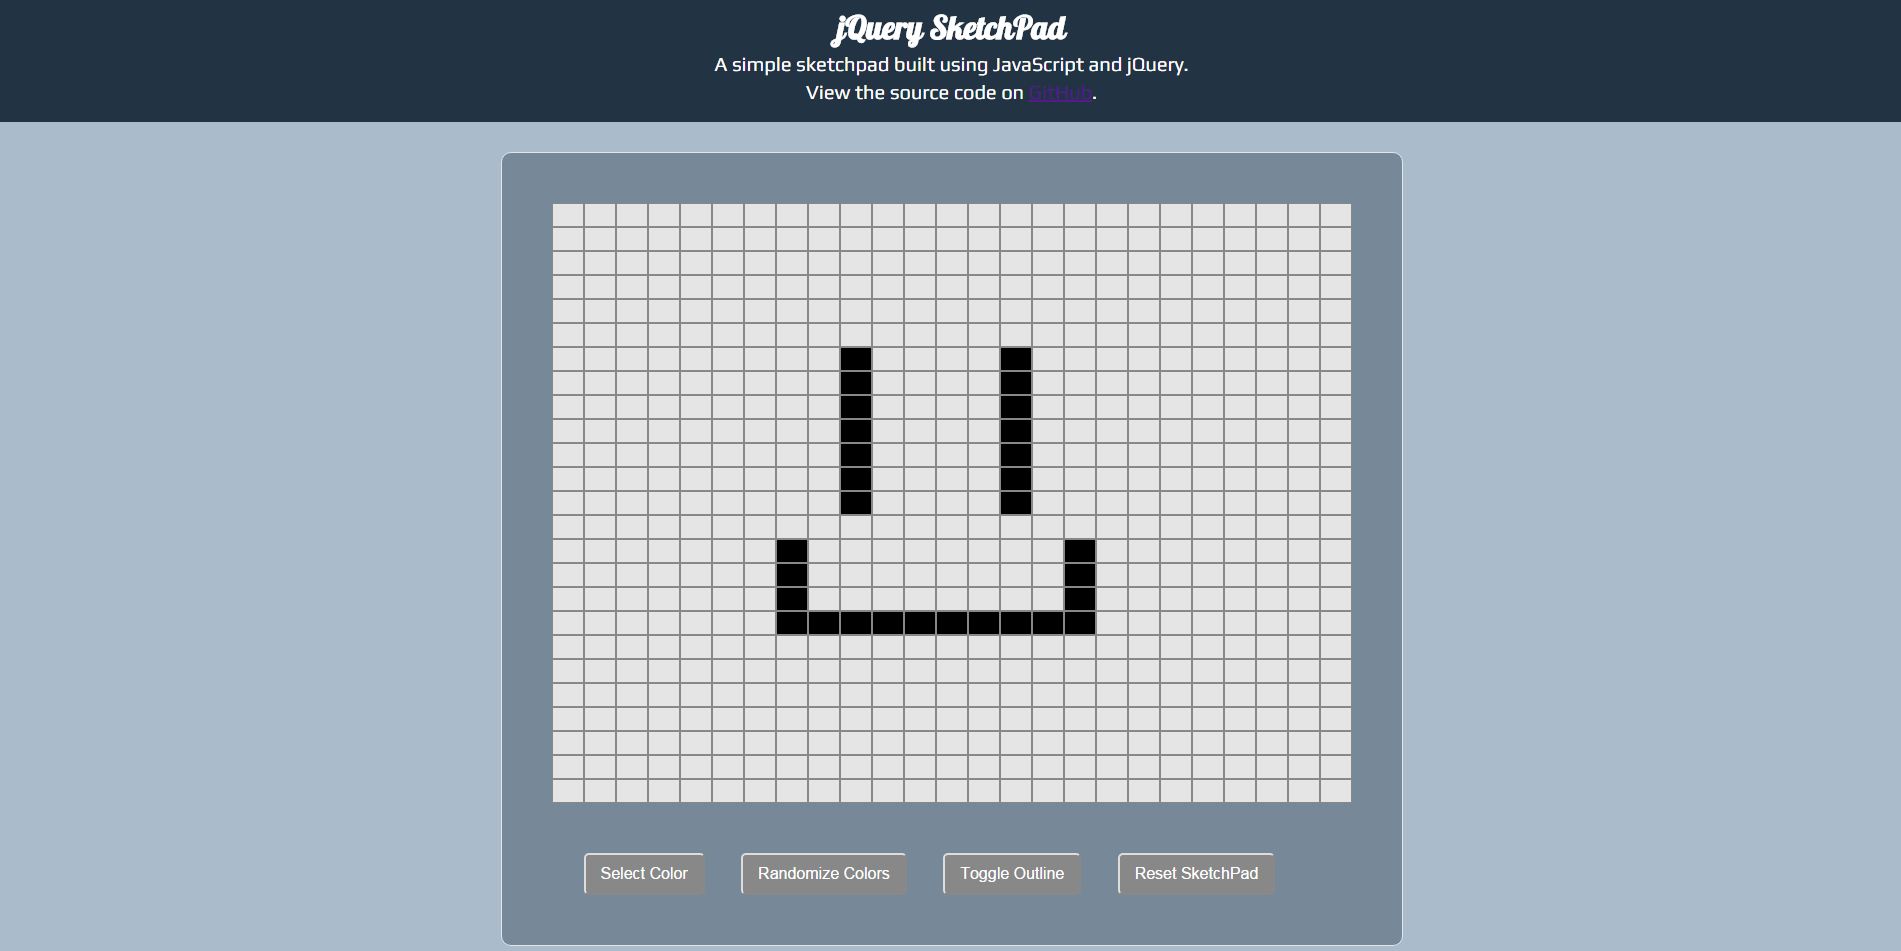 jQuery SketchPad
A simple sketchpad built using JavaScript and jQuery.
View the source code on GitHub.
Select Color
Randomize Colors
Toggle Outline
Reset SketchPad